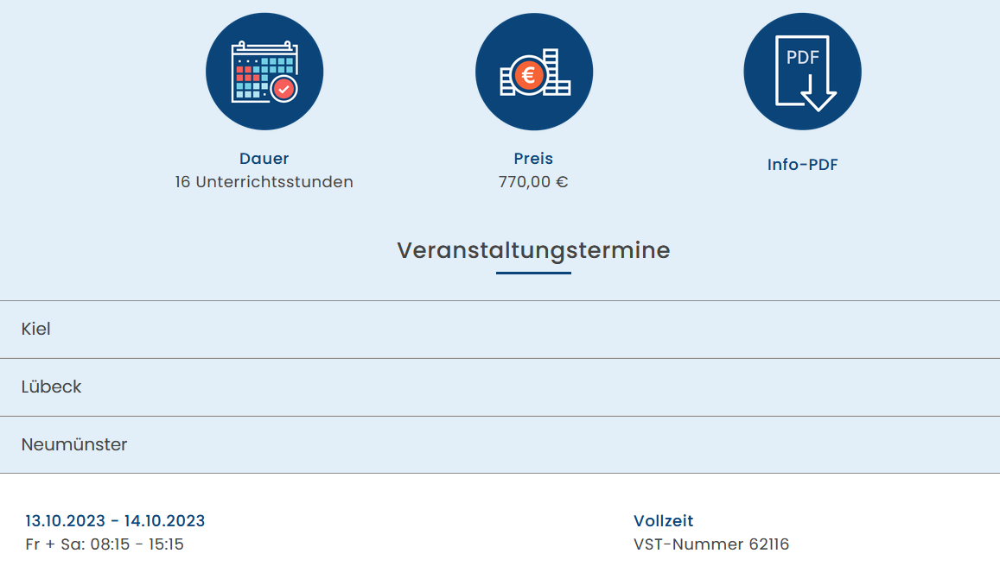 €
PDF
Dauer
16 Unterrichtsstunden
Preis
770,00 €
Info-PDF
Veranstaltungstermine
Kiel
Lübeck
Neumünster
13.10.2023 - 14.10.2023
Fr + Sa: 08:15 - 15:15
Vollzeit
VST-Nummer 62116